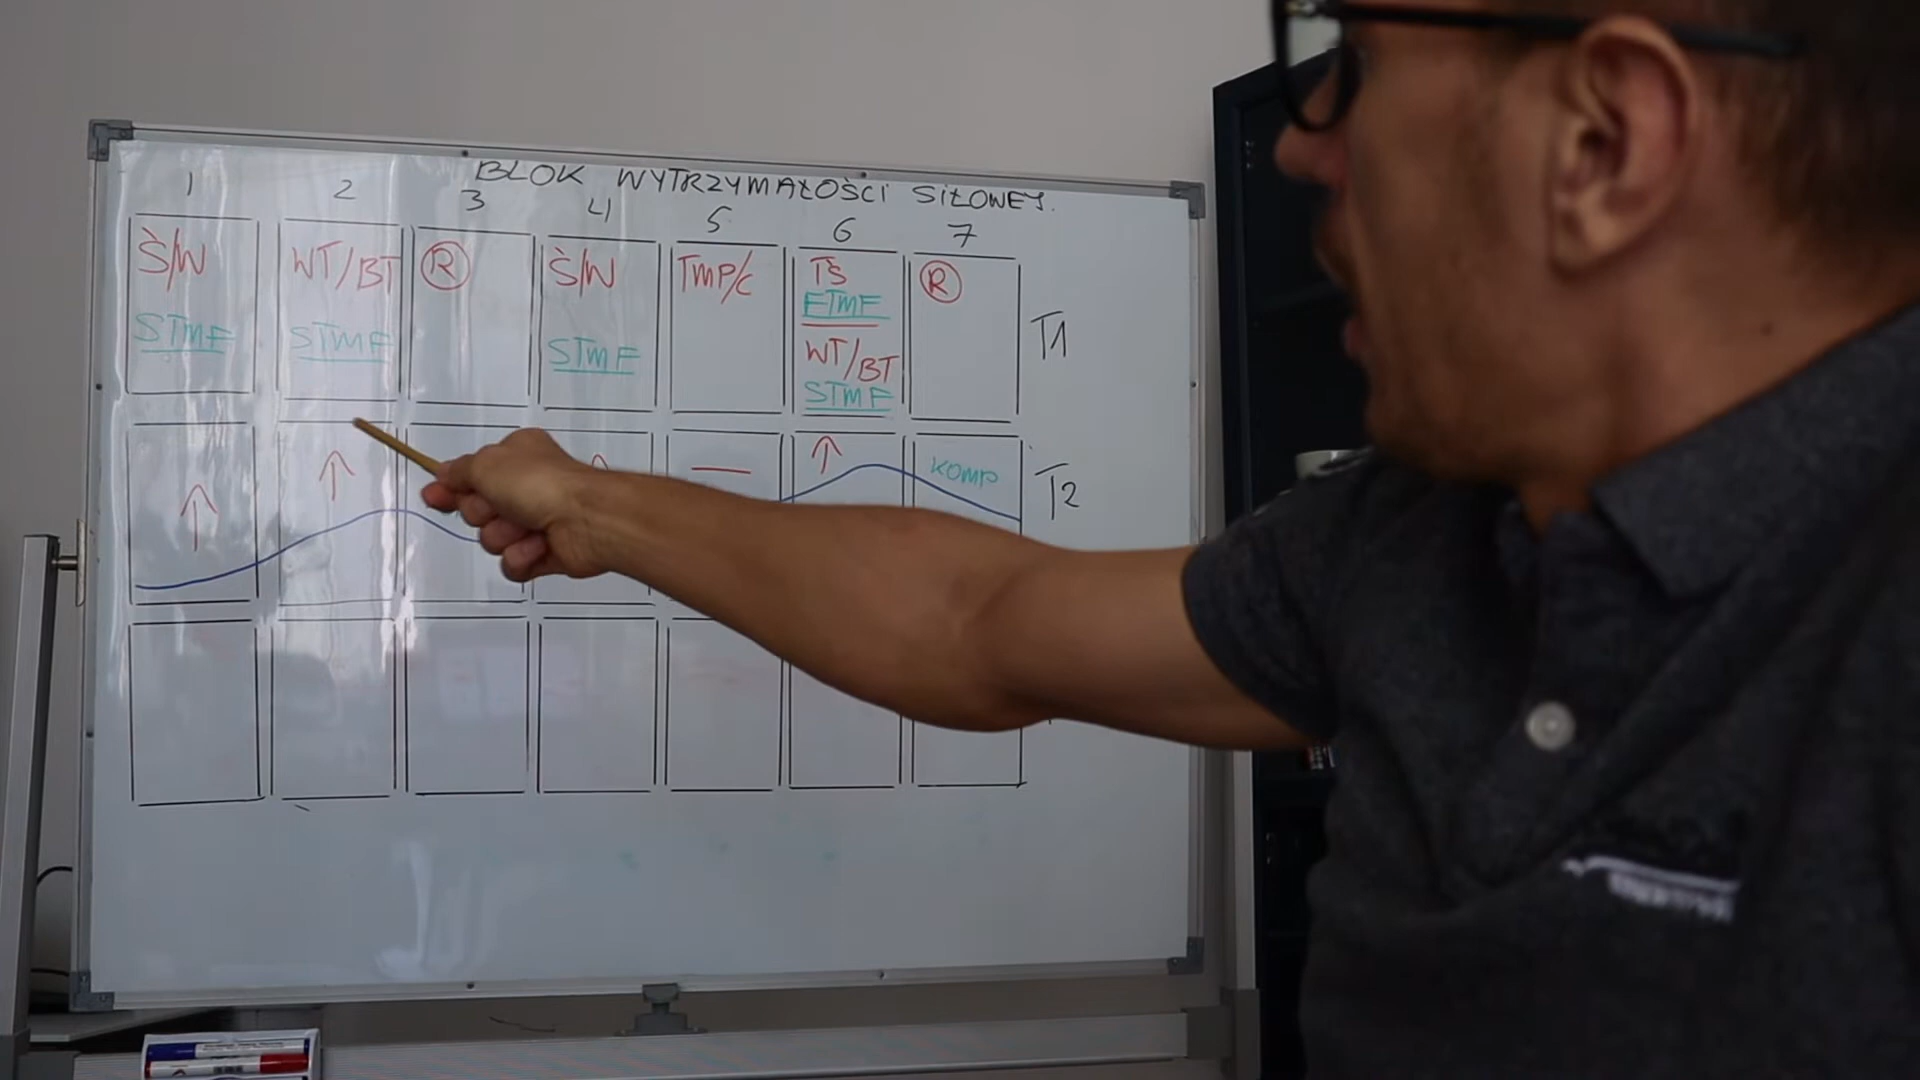 BLOK WYTRZYMAŁOŚCI SIŁOWEJ.
1 2 3 4 5 6 7
Ś/W WT/BT R Ś/W TMP/C TŚ R
FTMF
STMF STMF STMF WT/BT
STMF
T1
KOMP
T2